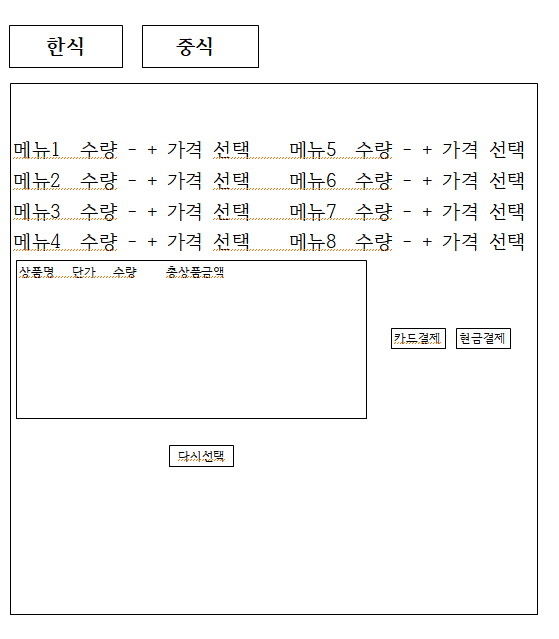 한식 중식
메뉴1 수량 - + 가격 선택 메뉴5 수량 - + 가격 선택
메뉴2 수량 - + 가격 선택 메뉴6 수량 - + 가격 선택
메뉴3 수량 - + 가격 선택 메뉴7 수량 - + 가격 선택
메뉴4 수량 - + 가격 선택 메뉴8 수량 - + 가격 선택
상품명 단가 수량 총상품금액
카드결제 현금결제
다시선택